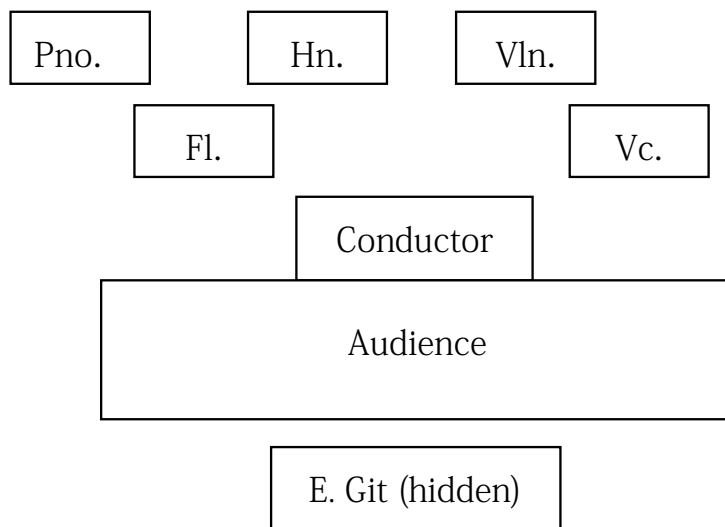 Pno. Hn. Vln.
Fl. Vc.
Conductor
Audience
E. Git (hidden)